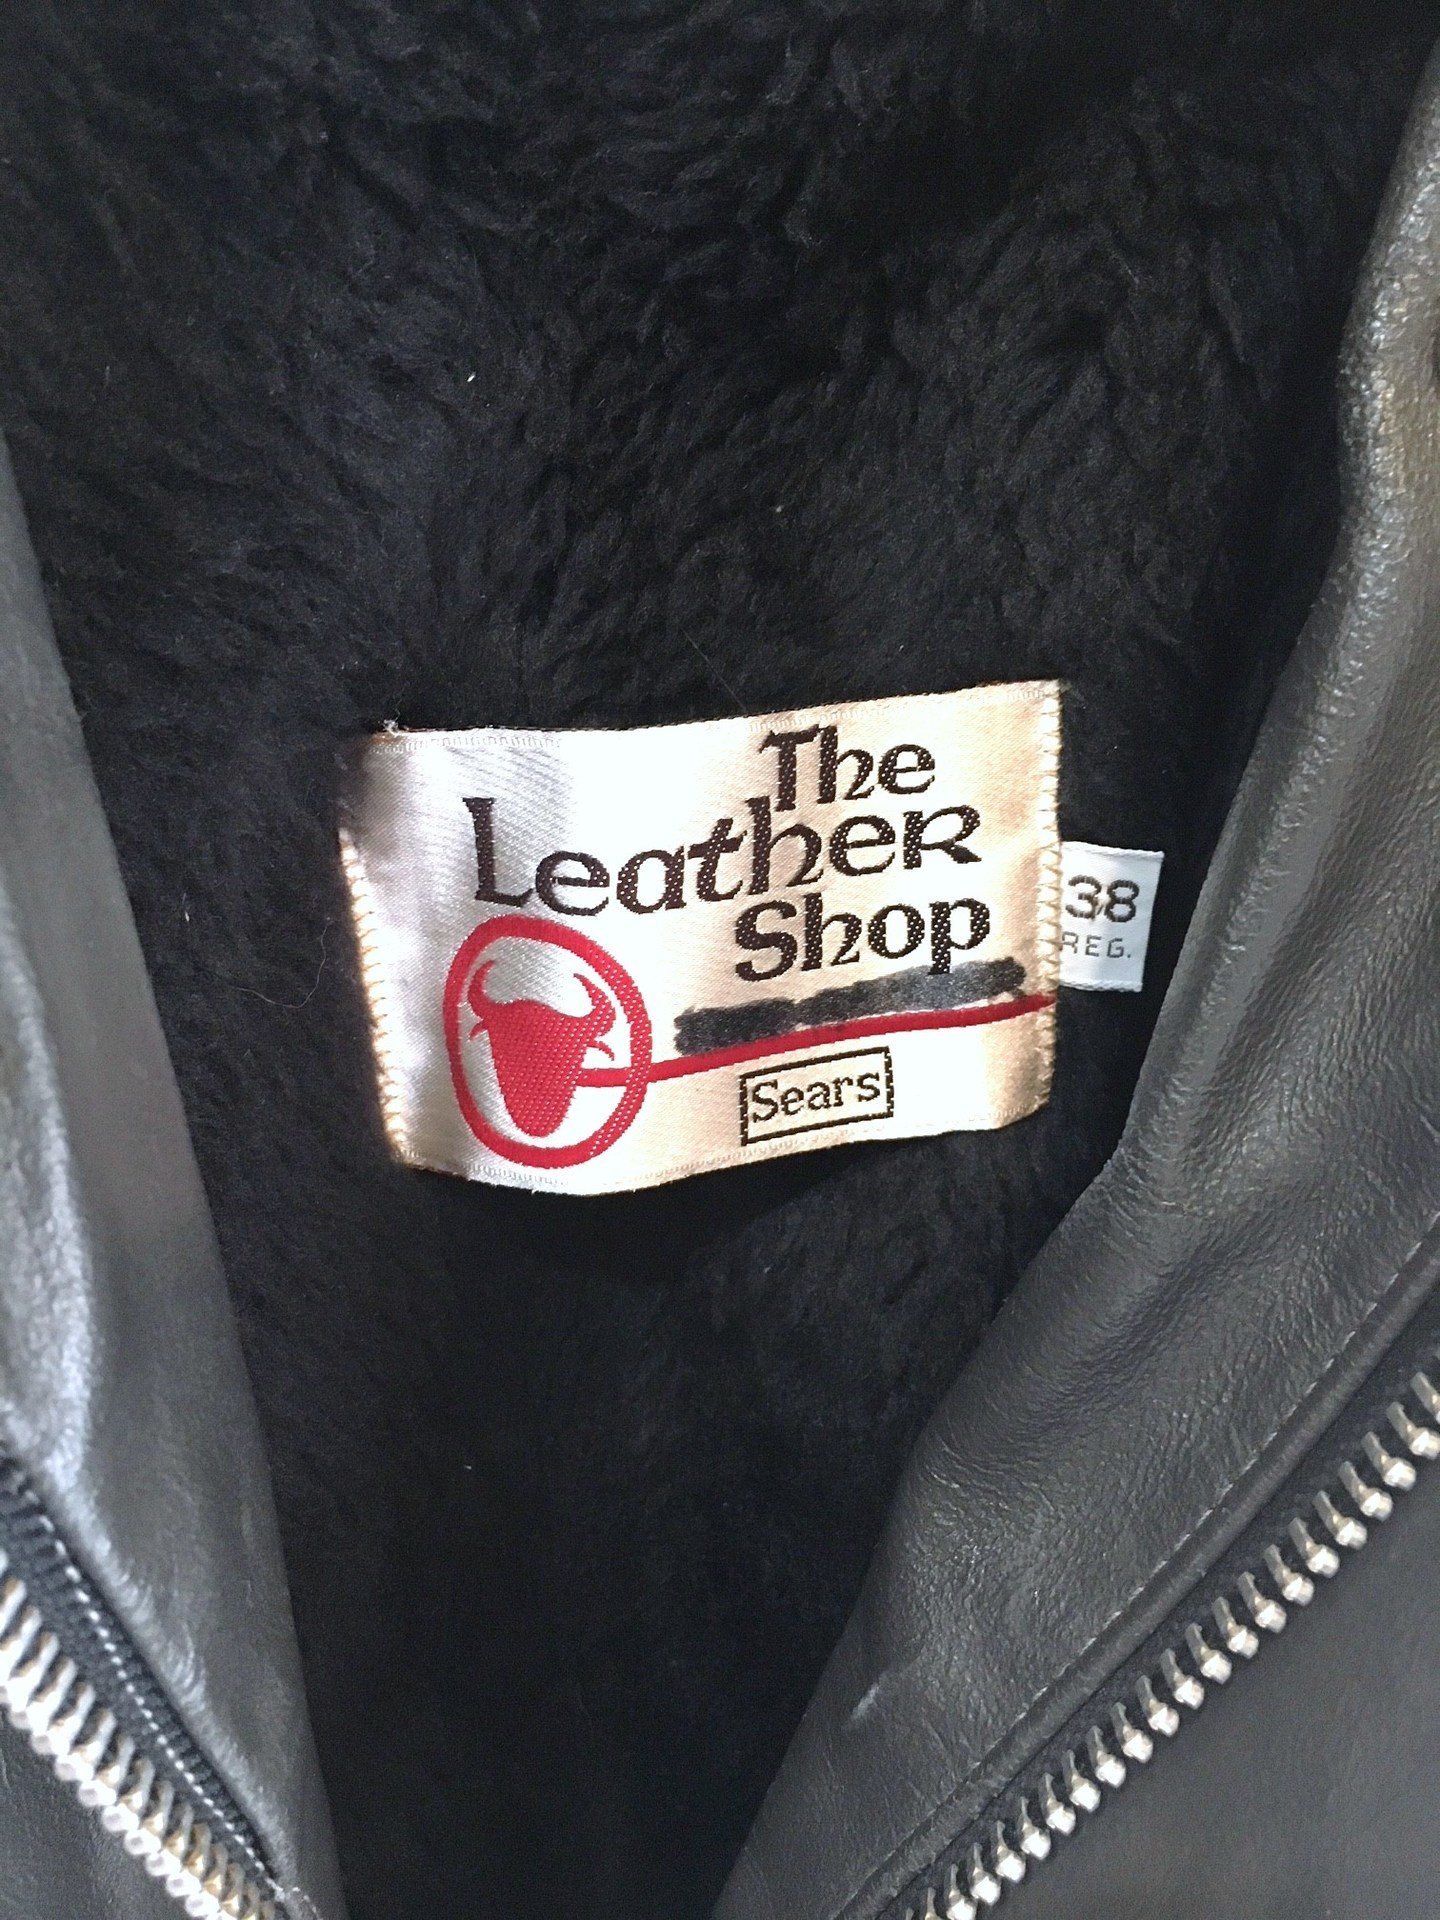 The
Leather
Shop
Sears
38
REG.